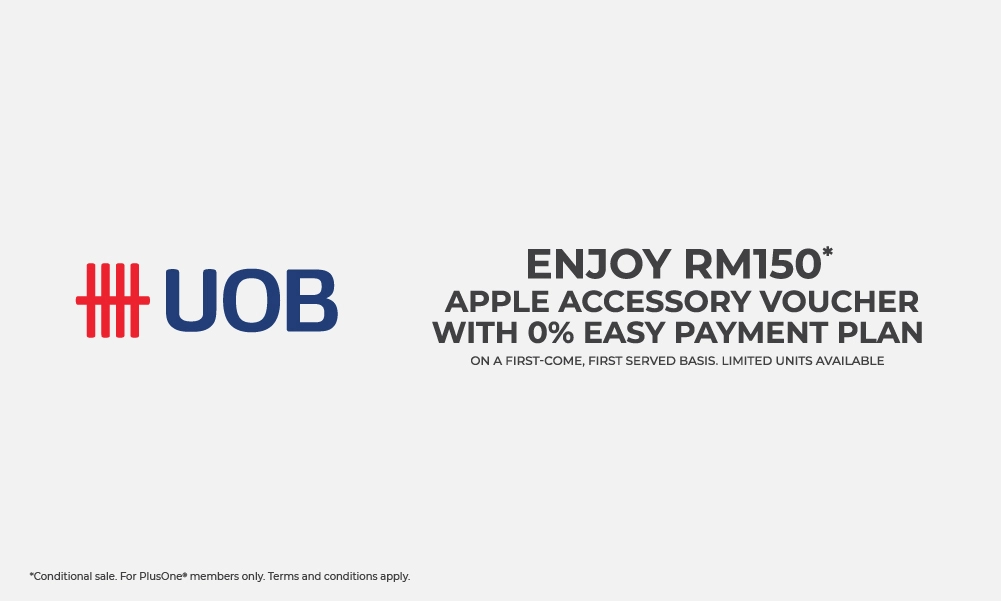 UOB
ENJOY RM150*
APPLE ACCESSORY VOUCHER
WITH 0% EASY PAYMENT PLAN
ON A FIRST-COME, FIRST SERVED BASIS. LIMITED UNITS AVAILABLE
*Conditional sale. For PlusOne® members only. Terms and conditions apply.